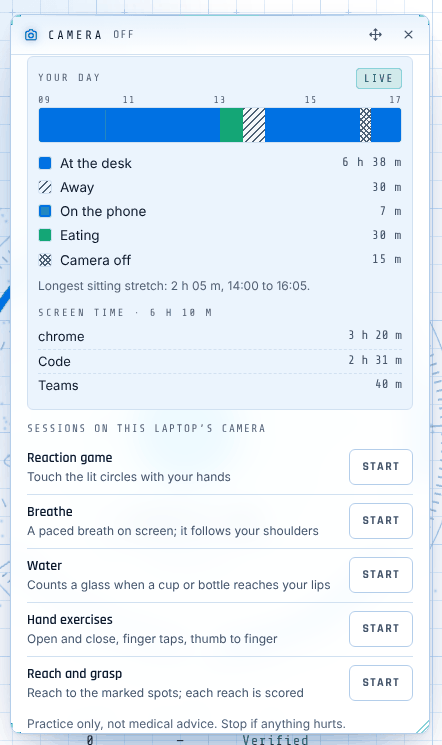 CAMERA OFF
YOUR DAY LIVE
09 11 13 15 17
At the desk 6 h 38 m
Away 30 m
On the phone 7 m
Eating 30 m
Camera off 15 m
Longest sitting stretch: 2 h 05 m, 14:00 to 16:05.
SCREEN TIME · 6 H 10 M
chrome 3 h 20 m
Code 2 h 31 m
Teams 40 m
SESSIONS ON THIS LAPTOP'S CAMERA
Reaction game
Touch the lit circles with your hands
START
Breathe
A paced breath on screen; it follows your shoulders
START
Water
Counts a glass when a cup or bottle reaches your lips
START
Hand exercises
Open and close, finger taps, thumb to finger
START
Reach and grasp
Reach to the marked spots; each reach is scored
START
Practice only, not medical advice. Stop if anything hurts.
0 – Verified